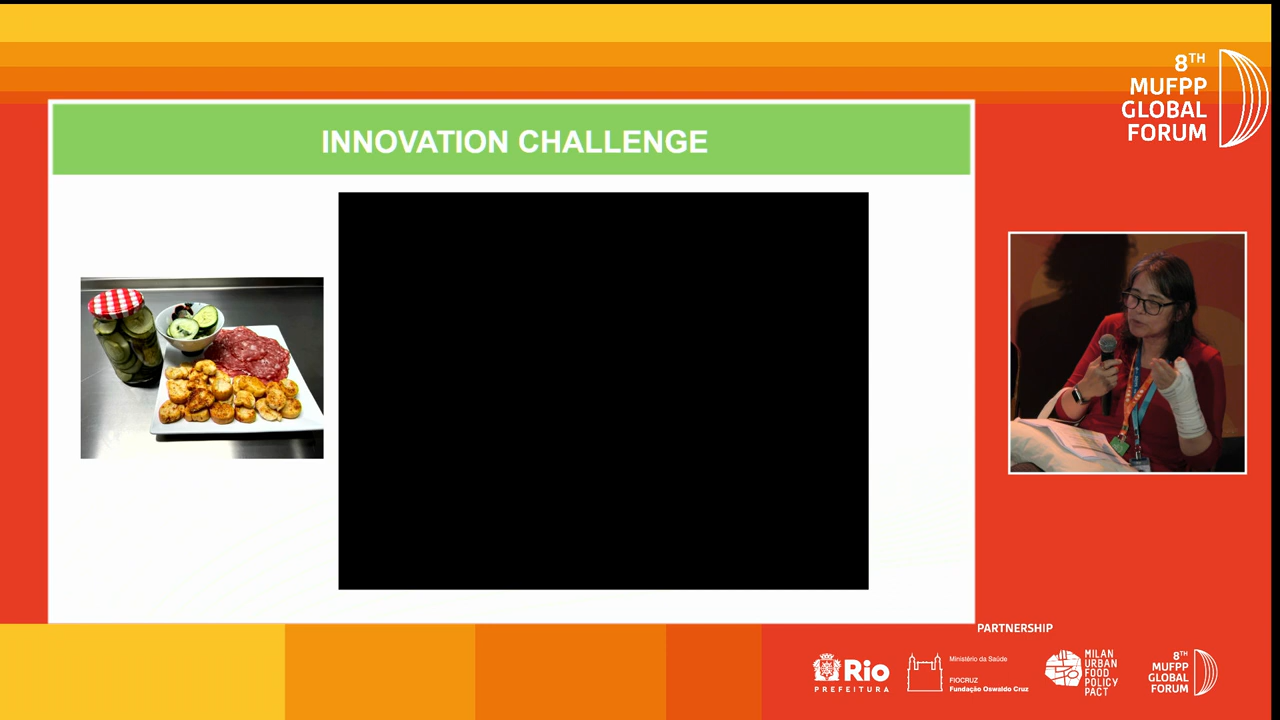 8TH
MUFPP
GLOBAL
FORUM
INNOVATION CHALLENGE
PARTNERSHIP
Rio
PREFEITURA
Ministério da Saúde
FIOCRUZ
Fundação Oswaldo Cruz
MILAN
URBAN
FOOD
POLICY
PACT
8TH
MUFPP
GLOBAL
FORUM